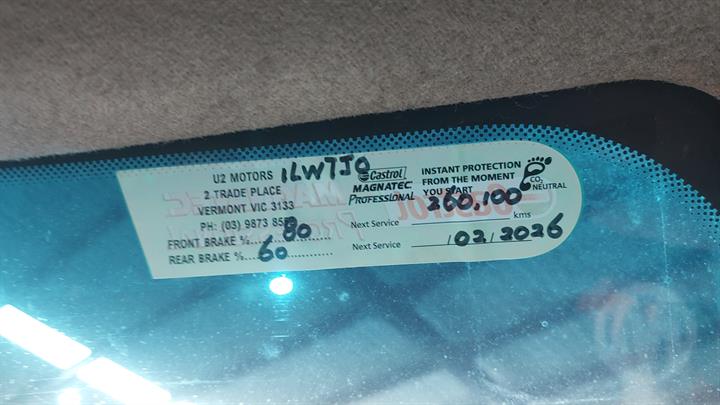 U2 MOTORS 1LW7JQ
2 TRADE PLACE
VERMONT VIC 3133
PH: (03) 9873
FRONT BRAKE %....80
REAR BRAKE %....60
Castrol
MAGNATEC
PROFESSIONAL
INSTANT PROTECTION
FROM THE MOMENT
YOU START
CO2
NEUTRAL
Next Service 260,100 kms
Next Service / 02 / 2026